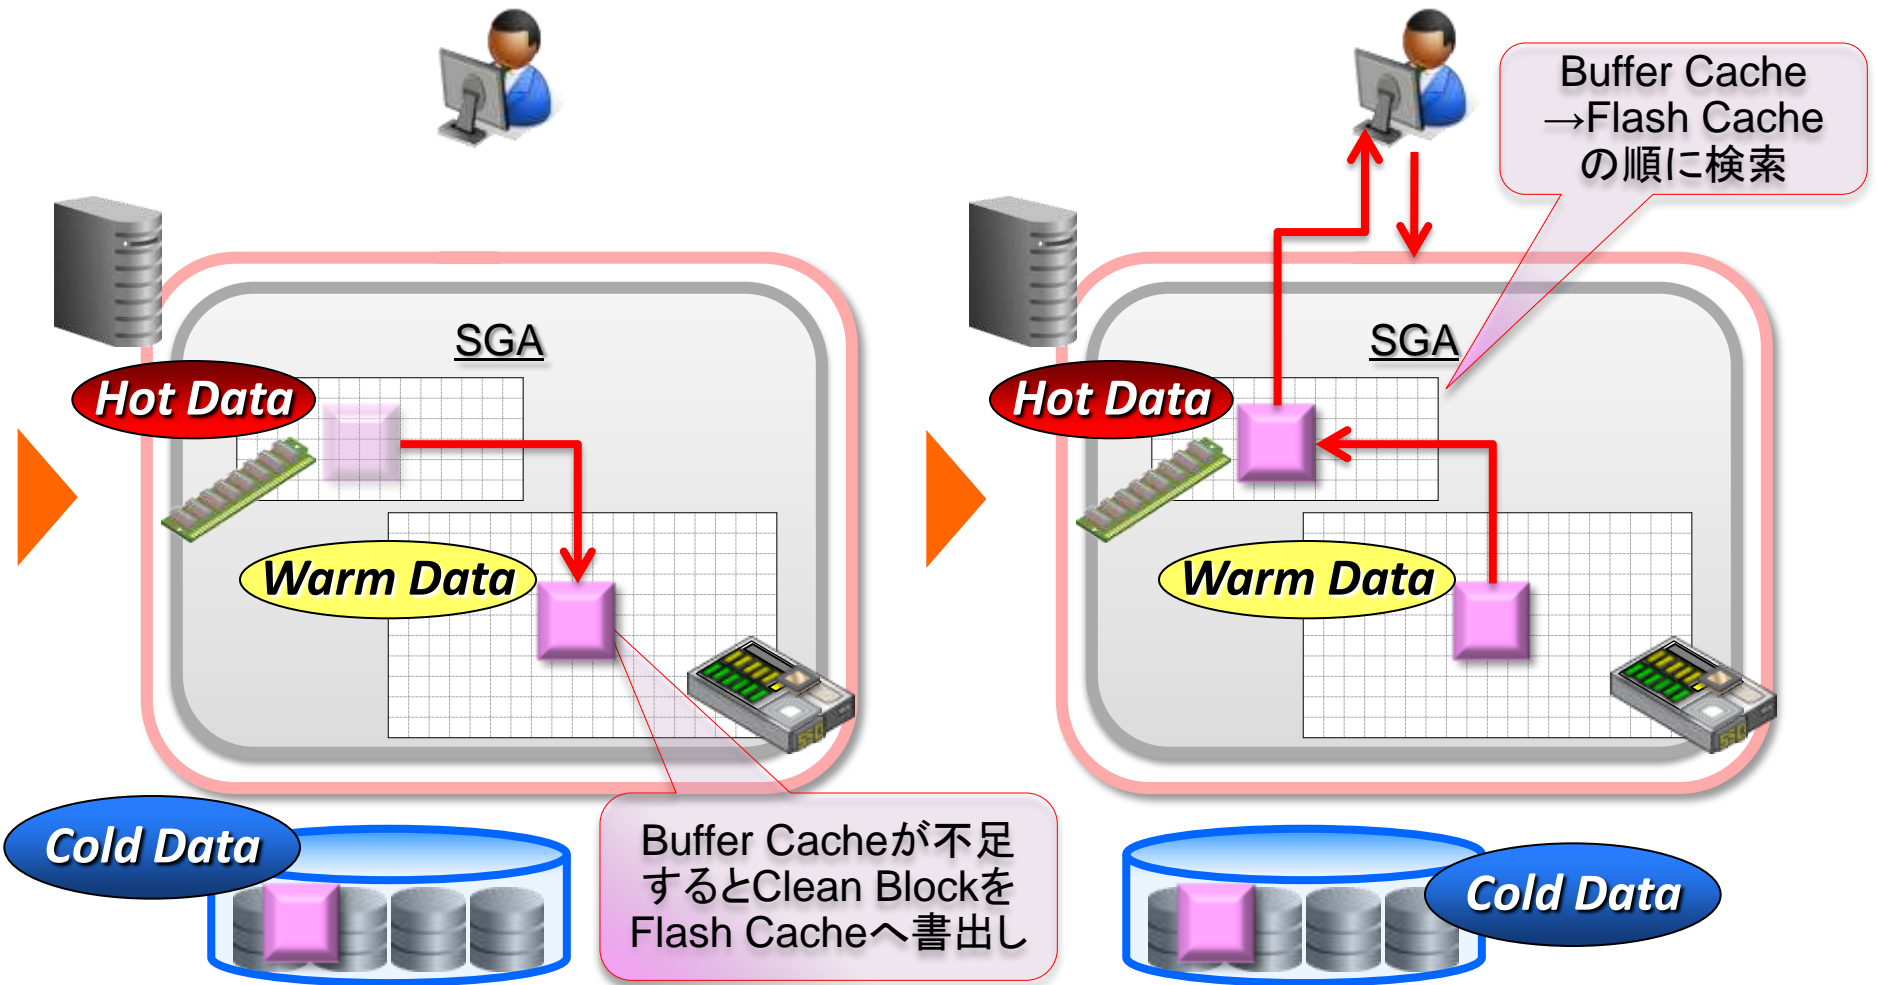 SGA
Hot Data
Warm Data
Cold Data
Buffer Cacheが不足
するとClean Blockを
Flash Cacheへ書出し
Buffer Cache
→Flash Cache
の順に検索
SGA
Hot Data
Warm Data
Cold Data